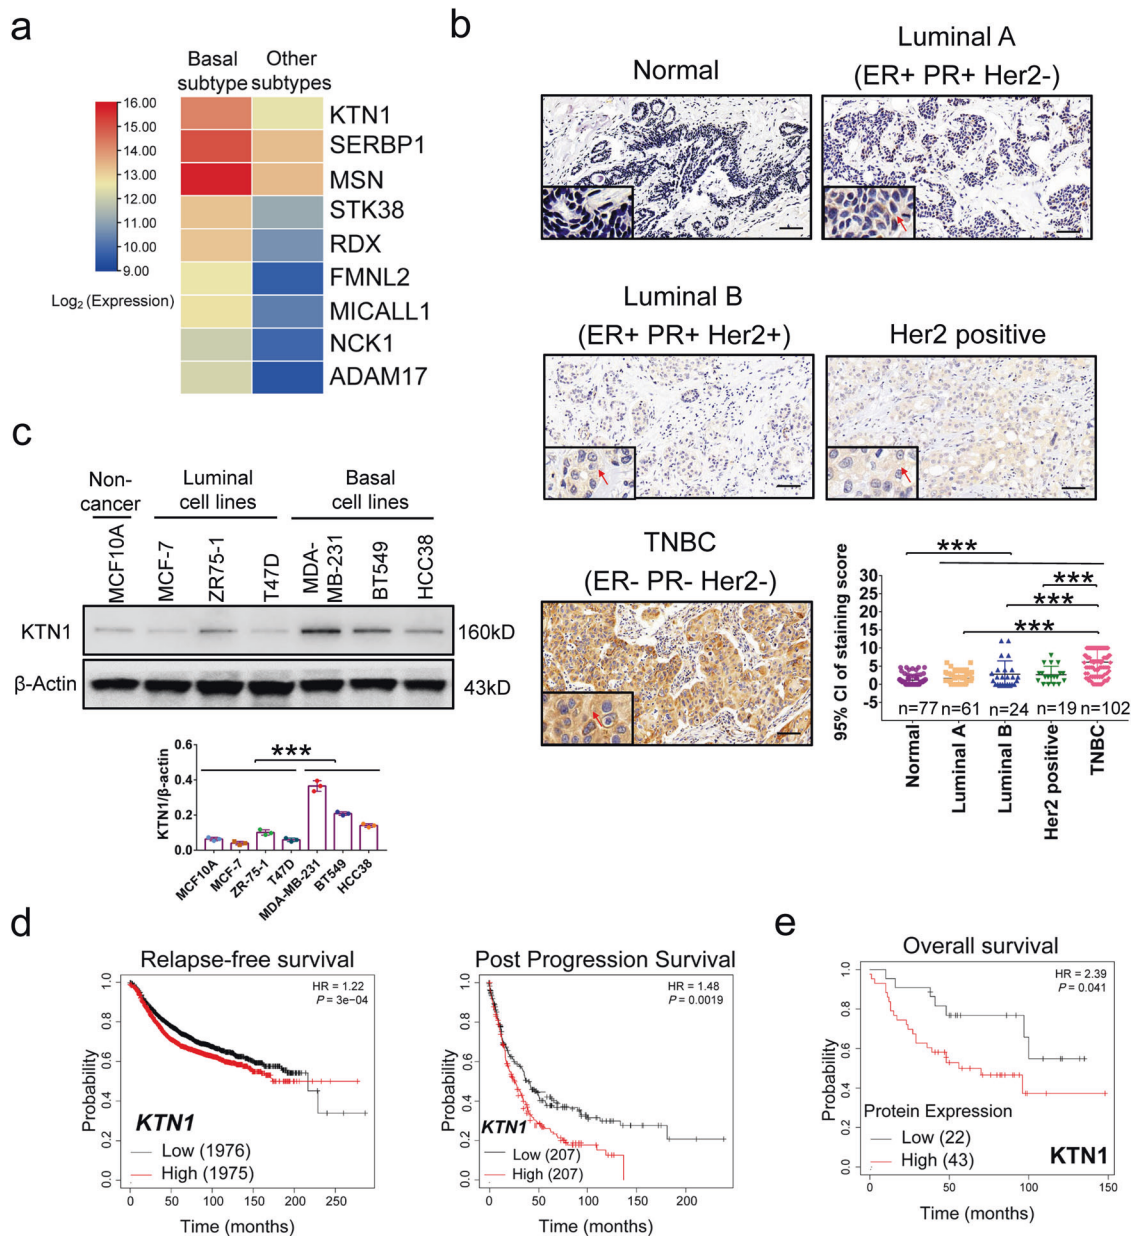 a
Basal
subtype
Other
subtypes
16.00
15.00
14.00
13.00
12.00
11.00
10.00
9.00
Log2 (Expression)
KTN1
SERBP1
MSN
STK38
RDX
FMNL2
MICALL1
NCK1
ADAM17
b
Normal
Luminal A
(ER+ PR+ Her2-)
Luminal B
(ER+ PR+ Her2+)
Her2 positive
TNBC
(ER- PR- Her2-)
95% CI of staining score
30
25
20
15
10
5
0
-5
***
***
***
***
n=77
n=61
n=24
n=19
n=102
Normal
Luminal A
Luminal B
Her2 positive
TNBC
c
Non-
cancer
Luminal
cell lines
Basal
cell lines
MCF10A
MCF-7
ZR75-1
T47D
MDA-
MB-231
BT549
HCC38
KTN1
160kD
β-Actin
43kD
KTN1/β-actin
0.6
0.4
0.2
0.0
***
MCF10A
MCF-7
ZR-75-1
T47D
MDA-MB-231
BT549
HCC38
d
Relapse-free survival
HR = 1.22
P = 3e−04
Probability
1.0
0.8
0.6
0.4
0.2
0.0
KTN1
Low (1976)
High (1975)
0 50 100 150 200 250
Time (months)
Post Progression Survival
HR = 1.48
P = 0.0019
Probability
1.0
0.8
0.6
0.4
0.2
0.0
KTN1
Low (207)
High (207)
0 50 100 150 200
Time (months)
e
Overall survival
HR = 2.39
P = 0.041
Probability
1.0
0.8
0.6
0.4
0.2
0.0
Protein Expression
Low (22)
High (43)
KTN1
0 50 100 150
Time (months)